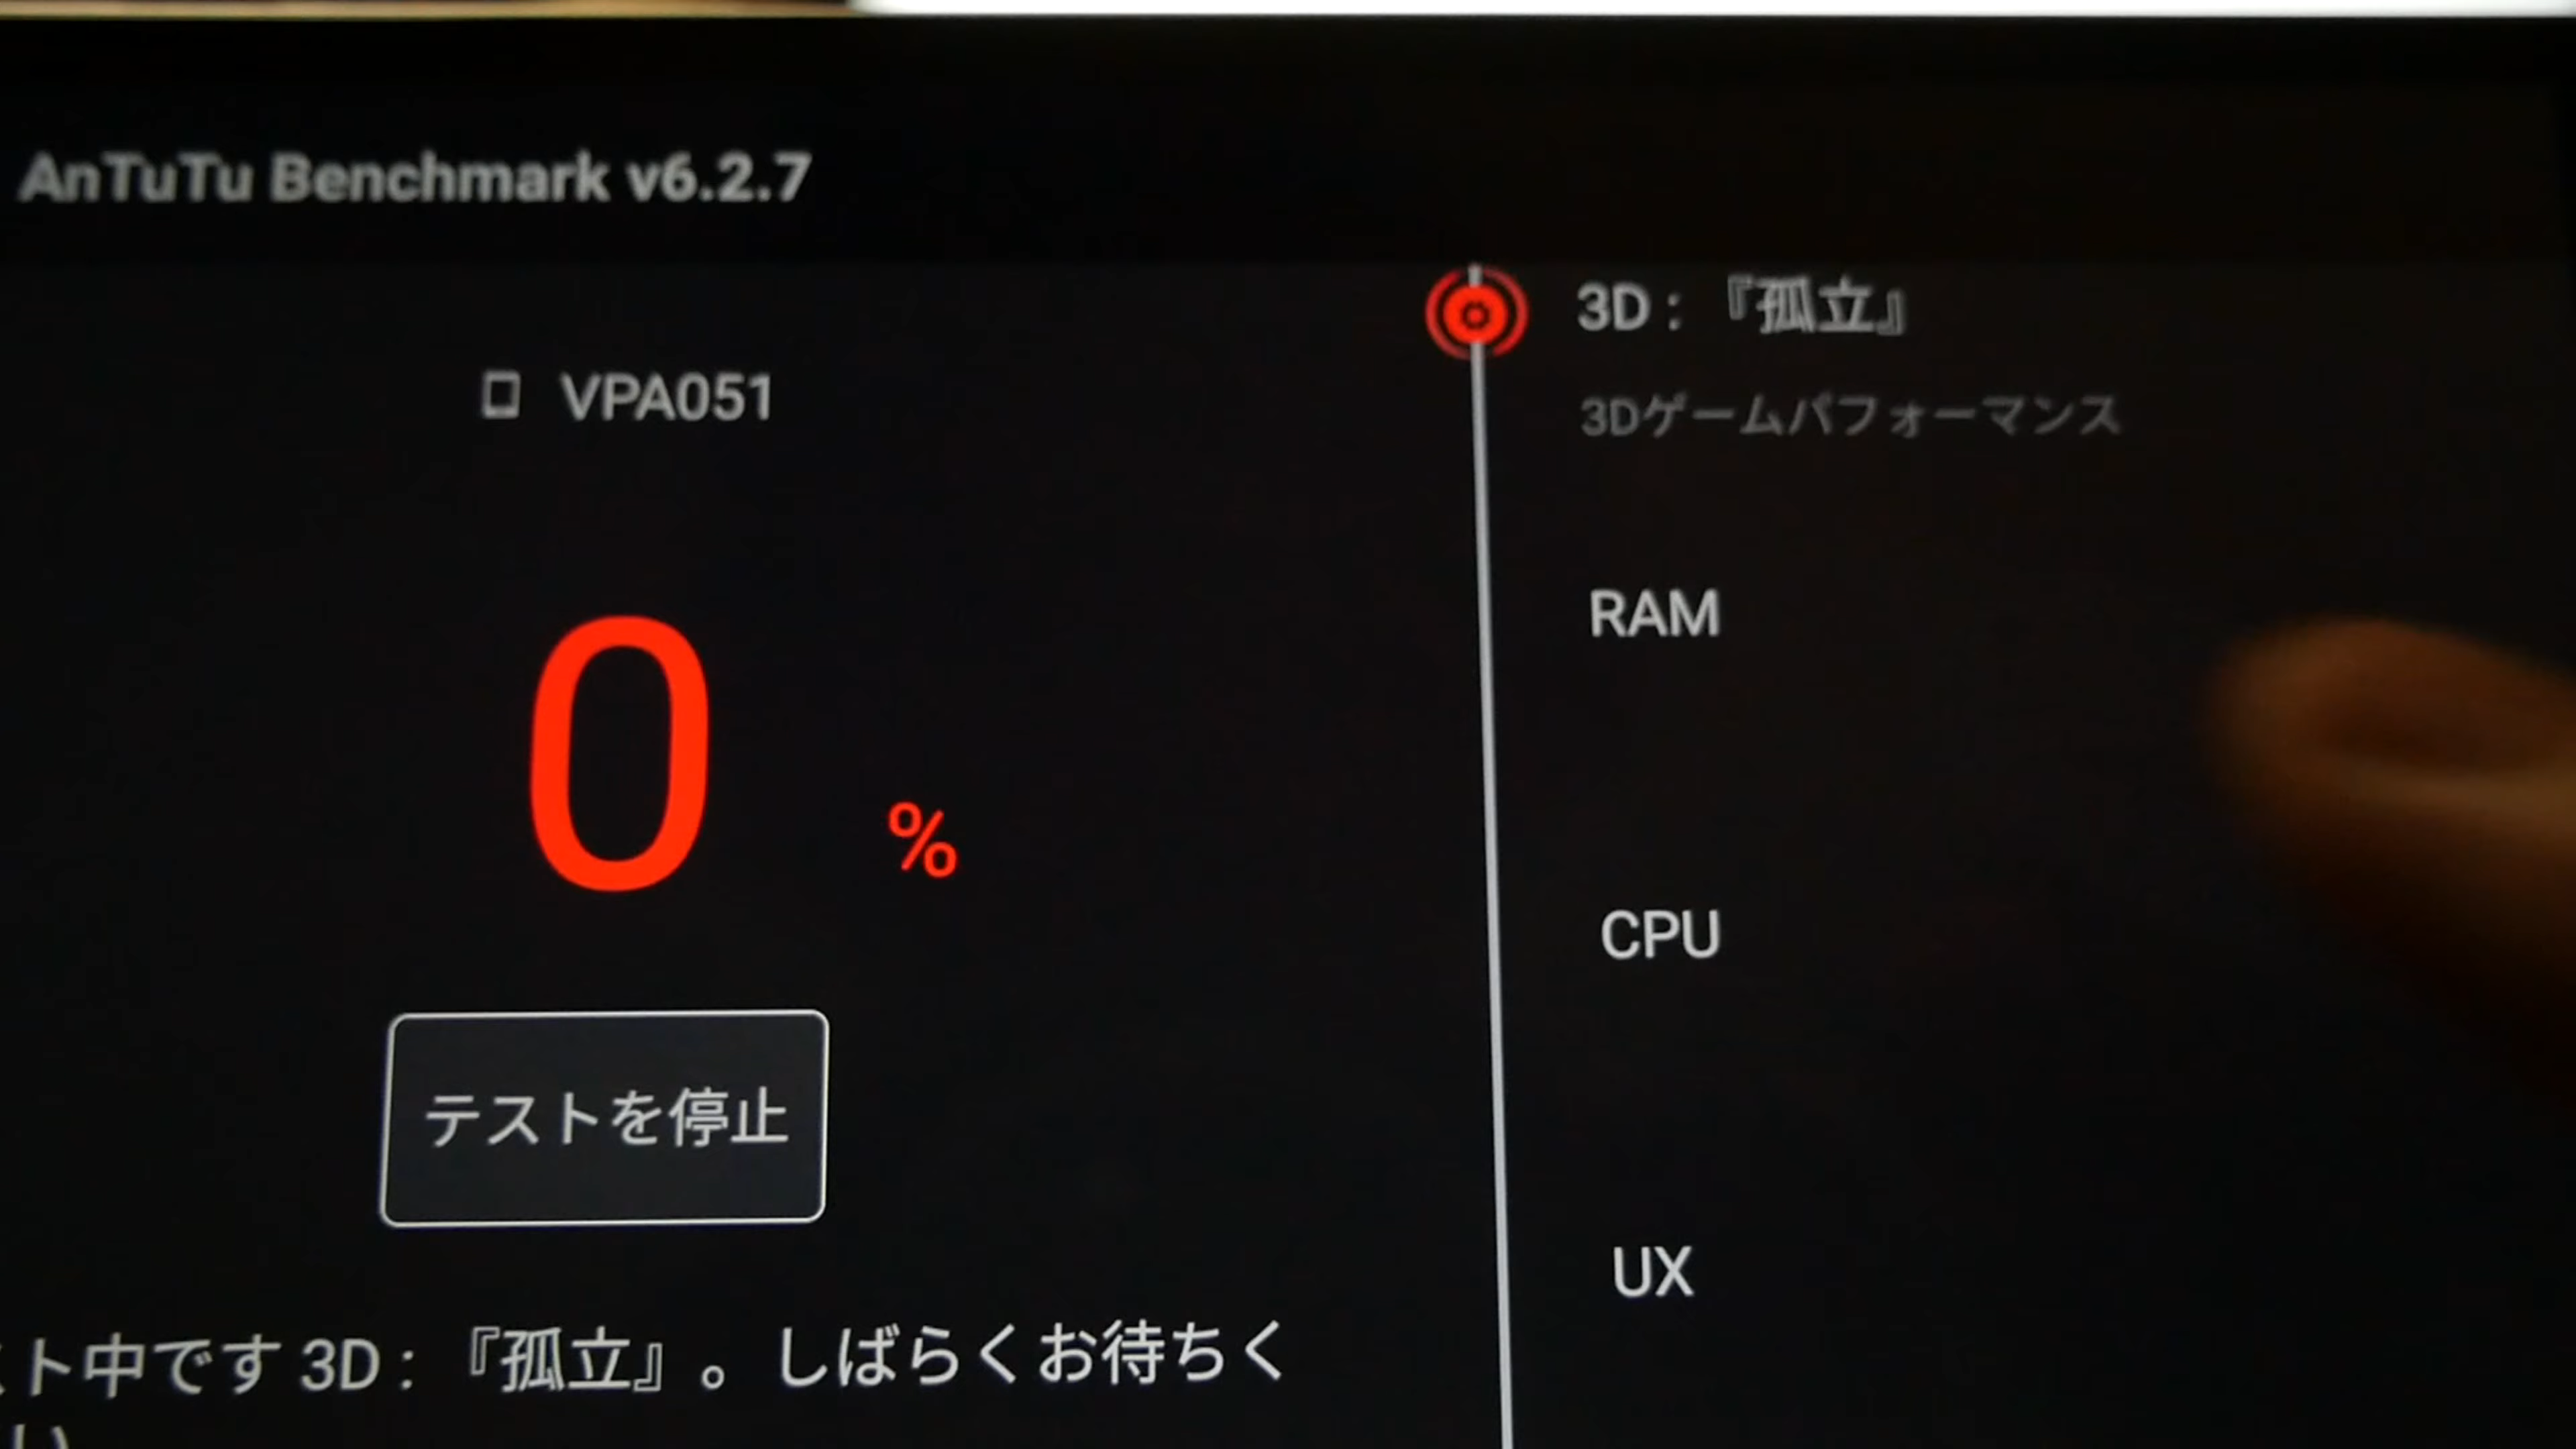 AnTuTu Benchmark v6.2.7
VPA051
0 %
テストを停止
スト中です 3D : 『孤立』。しばらくお待ちく
い
3D : 『孤立』
3Dゲームパフォーマンス
RAM
CPU
UX